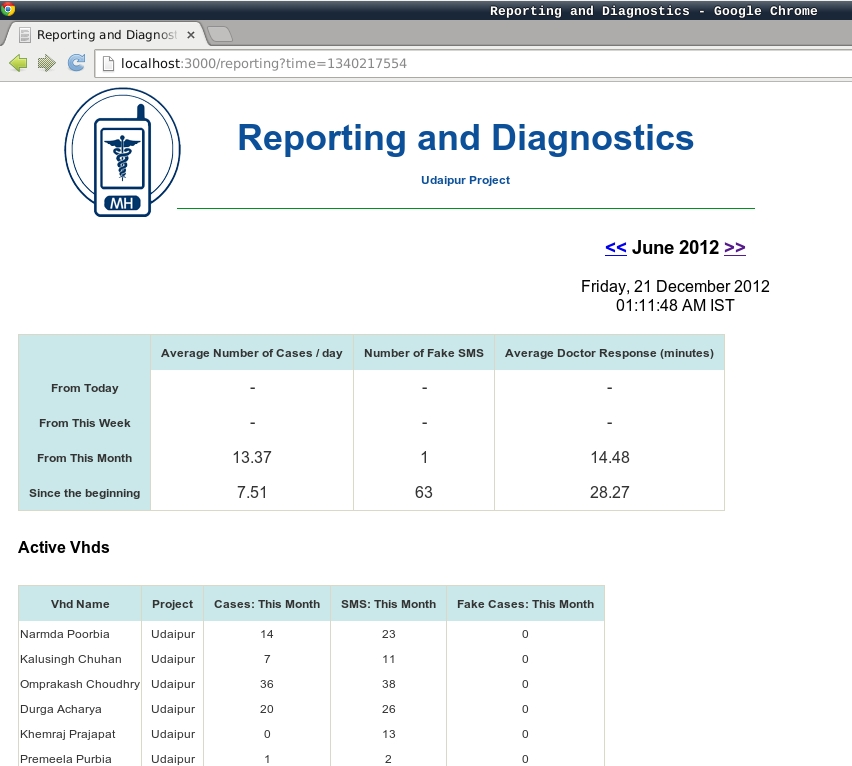 Reporting and Diagnostics - Google Chrome
Reporting and Diagnost
localhost:3000/reporting?time=1340217554
MH
Reporting and Diagnostics
Udaipur Project
<< June 2012 >>
Friday, 21 December 2012
01:11:48 AM IST
Average Number of Cases / day Number of Fake SMS Average Doctor Response (minutes)
From Today - - -
From This Week - - -
From This Month 13.37 1 14.48
Since the beginning 7.51 63 28.27
Active Vhds
Vhd Name Project Cases: This Month SMS: This Month Fake Cases: This Month
Narmda Poorbia Udaipur 14 23 0
Kalusingh Chuhan Udaipur 7 11 0
Omprakash Choudhry Udaipur 36 38 0
Durga Acharya Udaipur 20 26 0
Khemraj Prajapat Udaipur 0 13 0
Premeela Purbia Udaipur 1 2 0